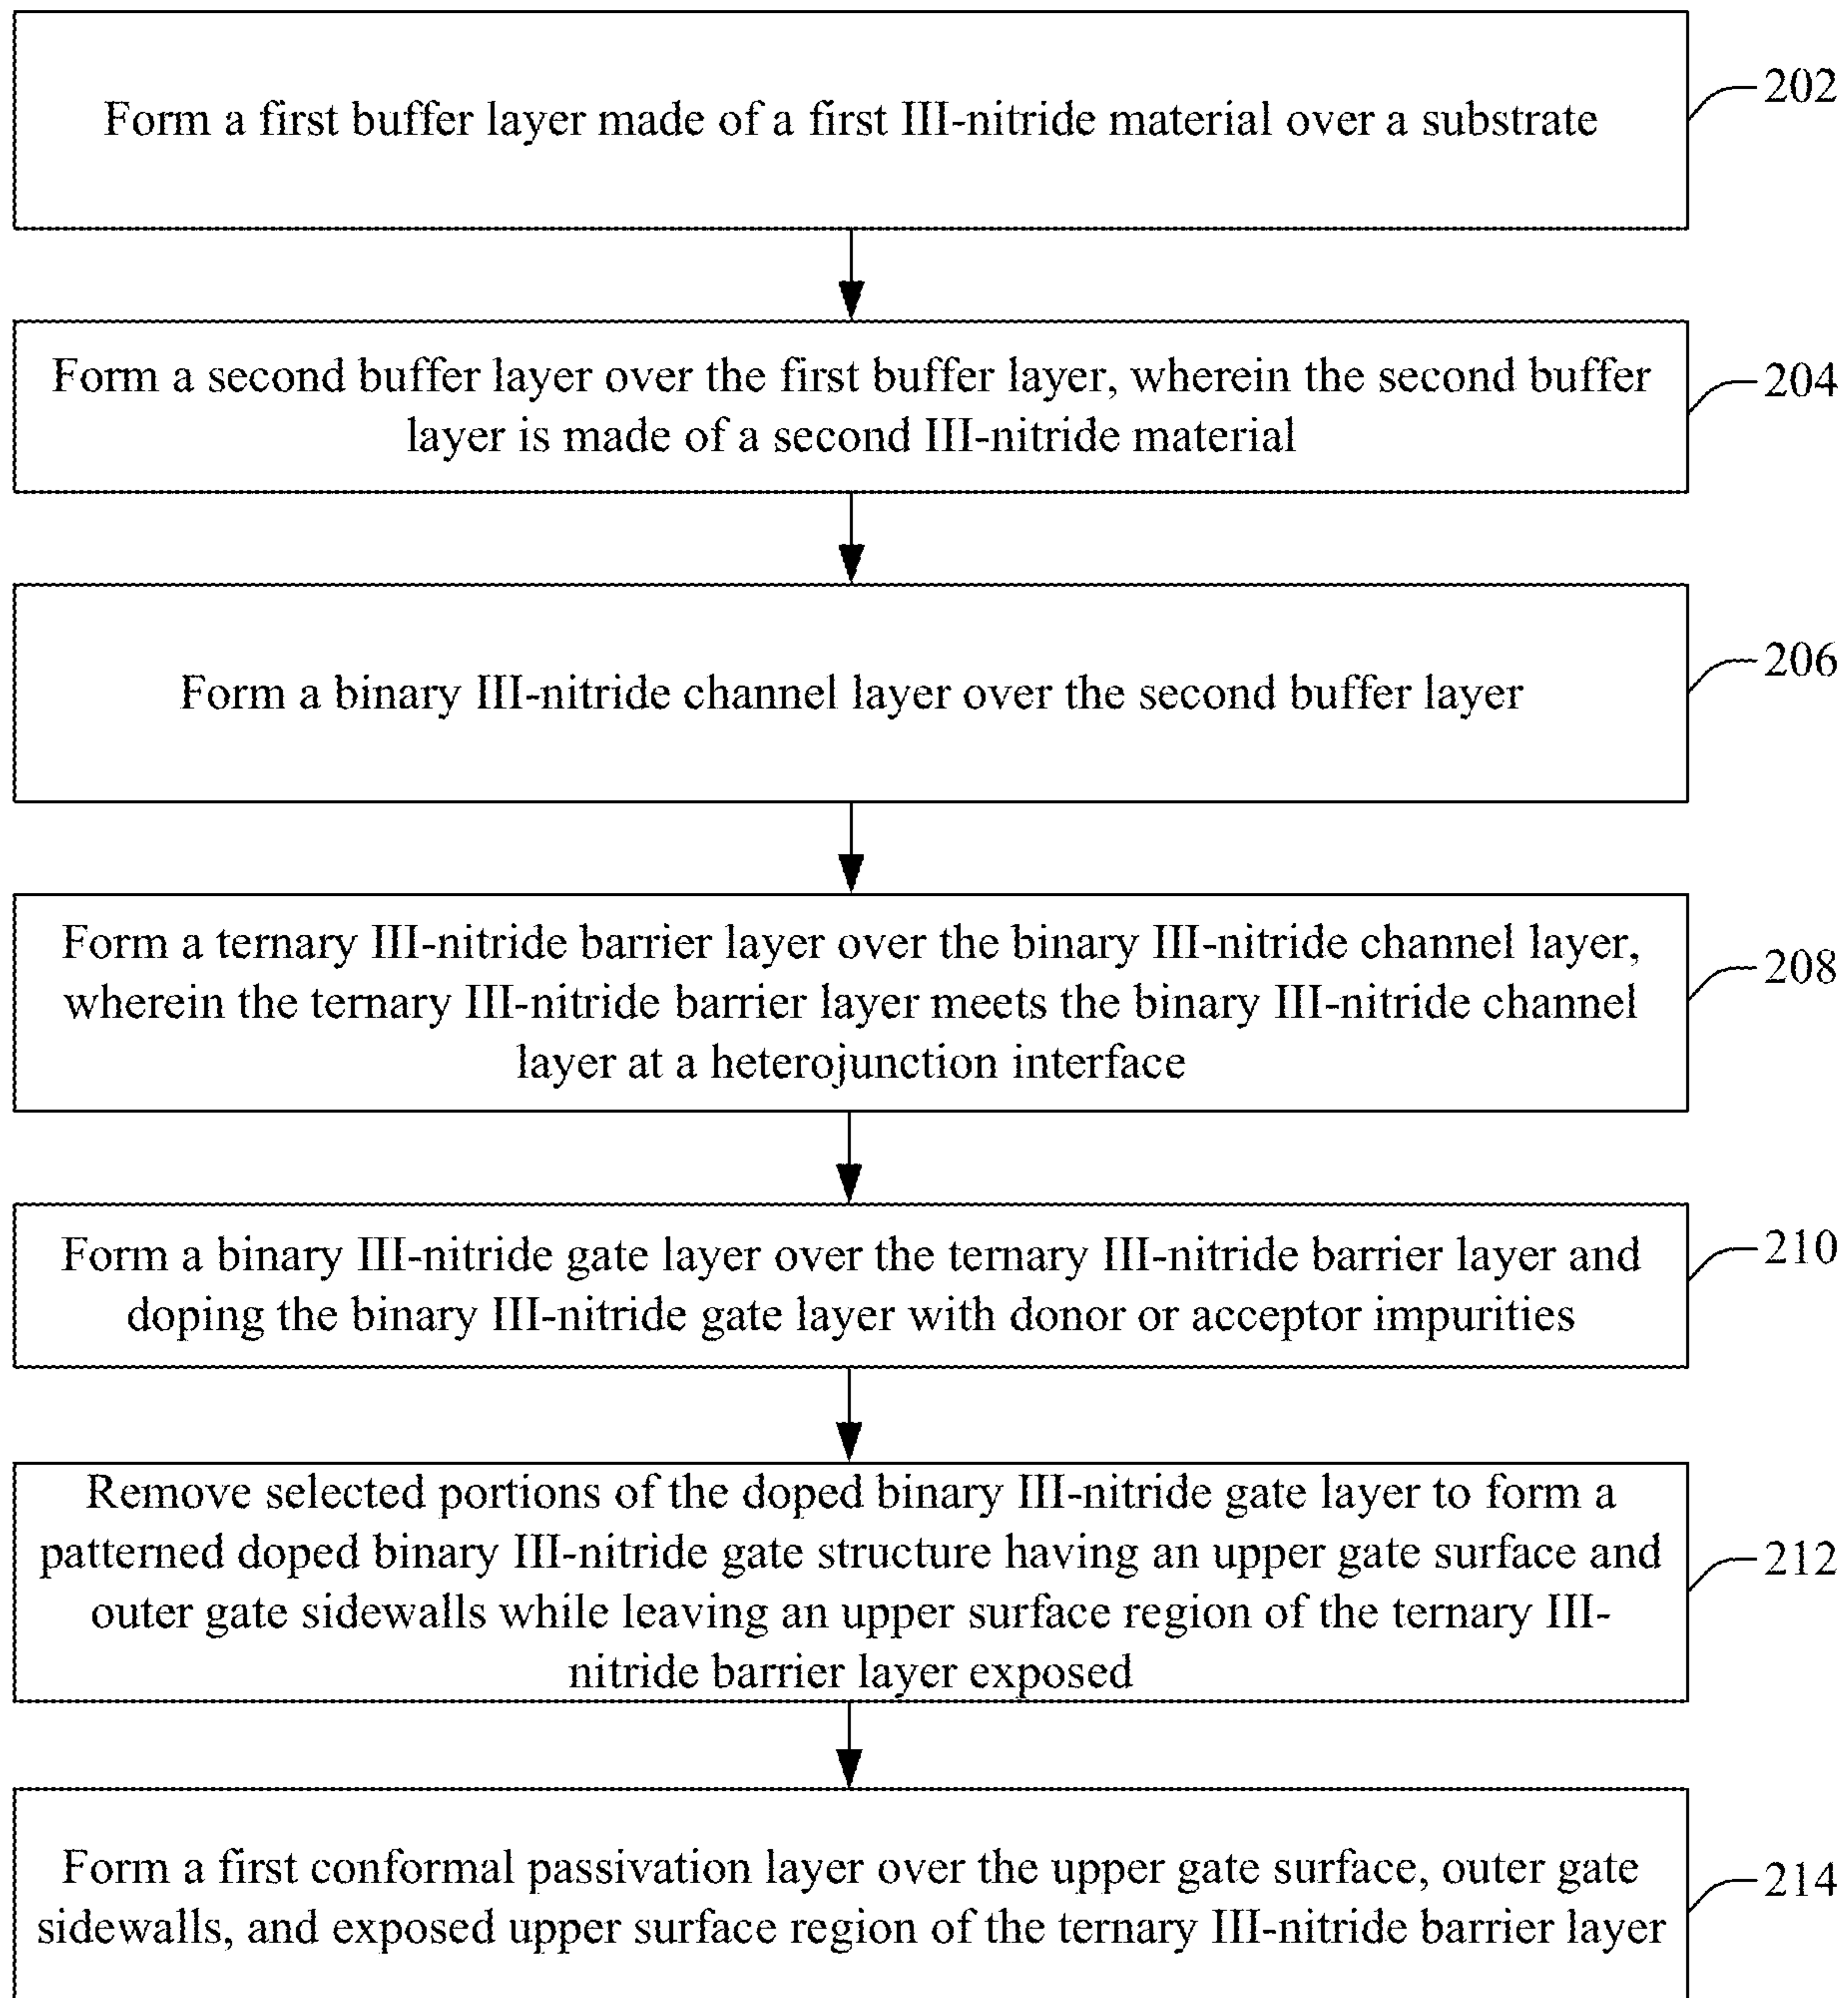 Form a first buffer layer made of a first III-nitride material over a substrate
202
Form a second buffer layer over the first buffer layer, wherein the second buffer
layer is made of a second III-nitride material
204
Form a binary III-nitride channel layer over the second buffer layer
206
Form a ternary III-nitride barrier layer over the binary III-nitride channel layer,
wherein the ternary III-nitride barrier layer meets the binary III-nitride channel
layer at a heterojunction interface
208
Form a binary III-nitride gate layer over the ternary III-nitride barrier layer and
doping the binary III-nitride gate layer with donor or acceptor impurities
210
Remove selected portions of the doped binary III-nitride gate layer to form a
patterned doped binary III-nitride gate structure having an upper gate surface and
outer gate sidewalls while leaving an upper surface region of the ternary III-
nitride barrier layer exposed
212
Form a first conformal passivation layer over the upper gate surface, outer gate
sidewalls, and exposed upper surface region of the ternary III-nitride barrier layer
214